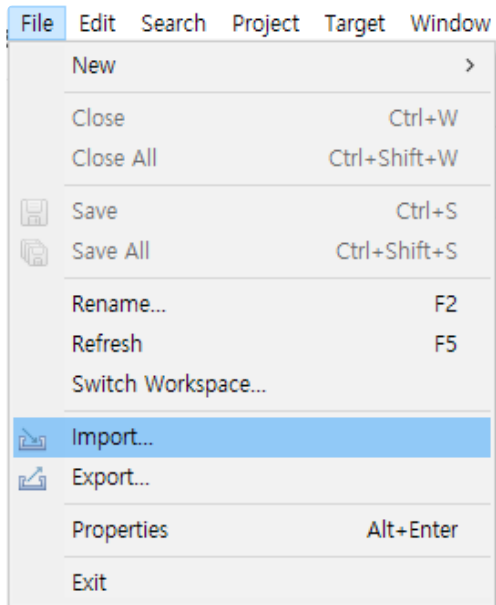 File Edit Search Project Target Window
New >
Close Ctrl+W
Close All Ctrl+Shift+W
Save Ctrl+S
Save All Ctrl+Shift+S
Rename... F2
Refresh F5
Switch Workspace...
Import...
Export...
Properties Alt+Enter
Exit